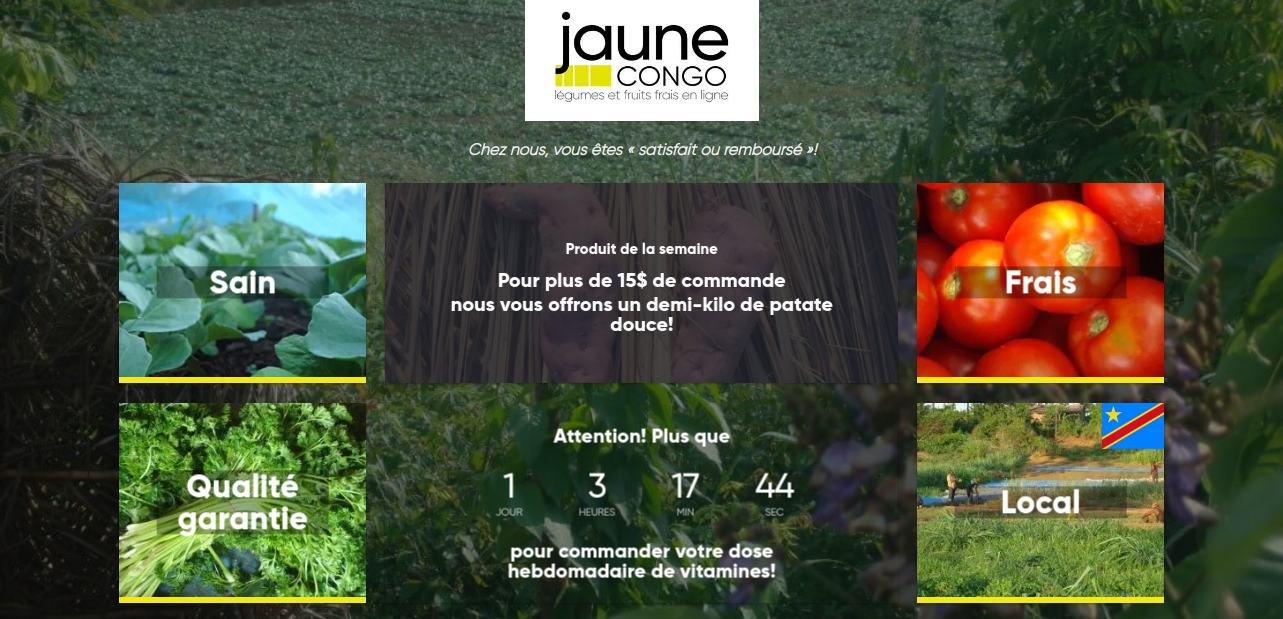 jaune
CONGO
légumes et fruits frais en ligne
Chez nous, vous êtes « satisfait ou remboursé »!
Sain
Produit de la semaine
Pour plus de 15$ de commande
nous vous offrons un demi-kilo de patate
douce!
Frais
Qualité
garantie
Attention! Plus que
1 3 17 44
JOUR HEURES MIN SEC
pour commander votre dose
hebdomadaire de vitamines!
Local